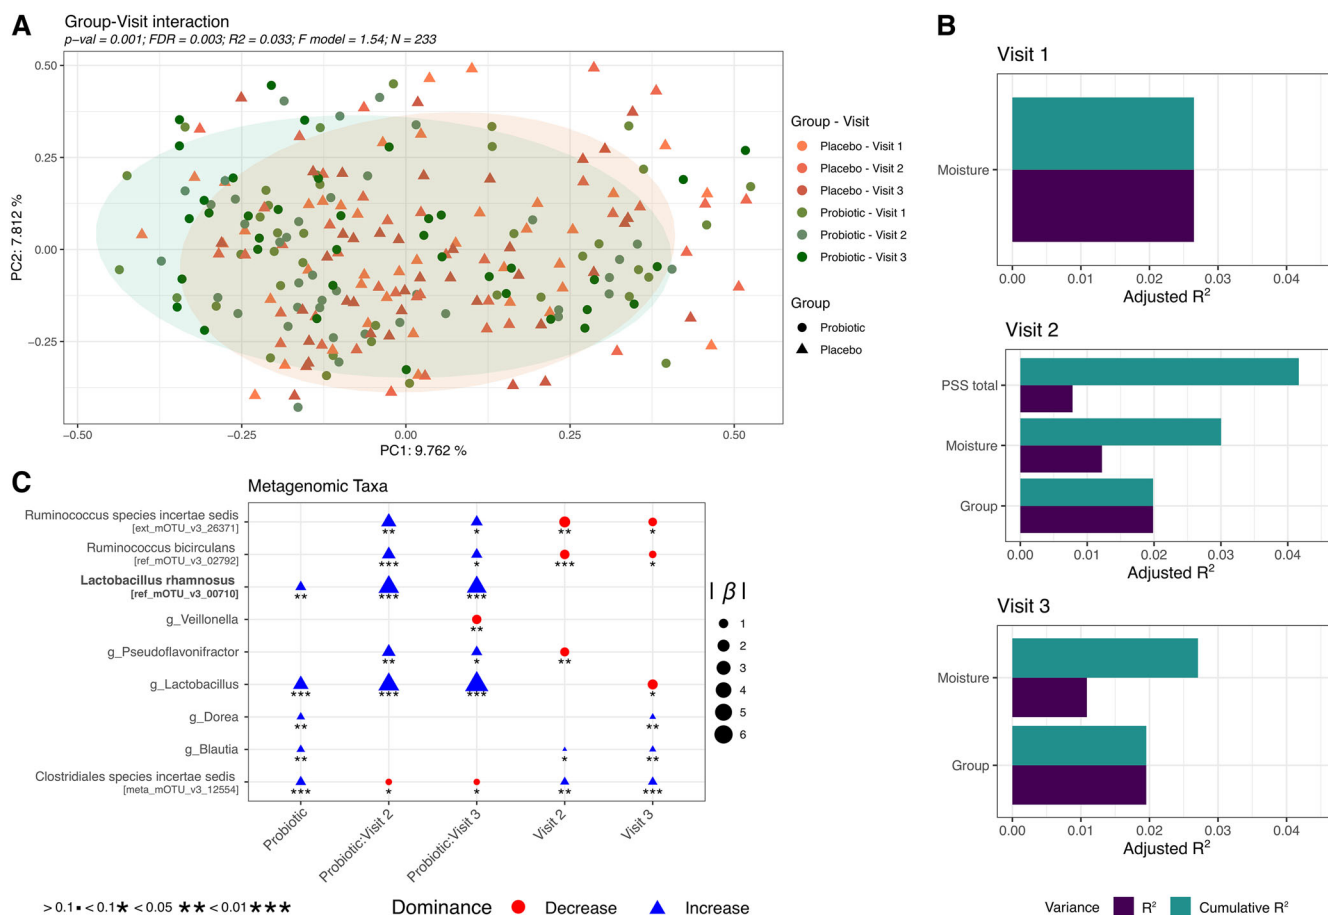 A
Group-Visit interaction
p-val = 0.001; FDR = 0.003; R2 = 0.033; F model = 1.54; N = 233
PC2: 7.812 %
0.50
0.25
0.00
−0.25
−0.50
−0.25
0.00
0.25
0.50
PC1: 9.762 %
Group - Visit
Placebo - Visit 1
Placebo - Visit 2
Placebo - Visit 3
Probiotic - Visit 1
Probiotic - Visit 2
Probiotic - Visit 3
Group
Probiotic
Placebo
B
Visit 1
Moisture
0.00 0.01 0.02 0.03 0.04
Adjusted R²
Visit 2
PSS total
Moisture
Group
0.00 0.01 0.02 0.03 0.04
Adjusted R²
Visit 3
Moisture
Group
0.00 0.01 0.02 0.03 0.04
Adjusted R²
Variance R² Cumulative R²
C
Metagenomic Taxa
Ruminococcus species incertae sedis
[ext_mOTU_v3_26371]
** * ** *
Ruminococcus bicirculans
[ref_mOTU_v3_02792]
*** * *** *
Lactobacillus rhamnosus
[ref_mOTU_v3_00710]
** *** ***
g_Veillonella
**
g_Pseudoflavonifractor
** * **
g_Lactobacillus
*** *** *** *
g_Dorea
** **
g_Blautia
** * **
Clostridiales species incertae sedis
[meta_mOTU_v3_12554]
*** * * ** ***
Probiotic
Probiotic:Visit 2
Probiotic:Visit 3
Visit 2
Visit 3
| β |
1
2
3
4
5
6
> 0.1 ▪ < 0.1 * < 0.05 ** < 0.01 ***
Dominance Decrease Increase